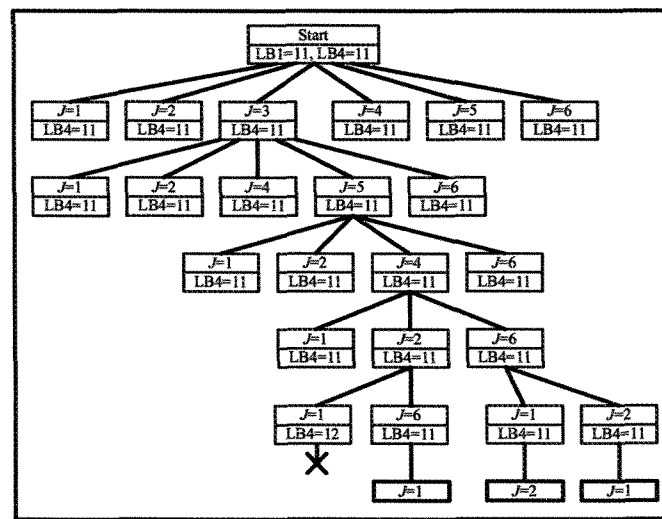 Start
LB1=11, LB4=11
J=1 J=2 J=3 J=4 J=5 J=6
LB4=11 LB4=11 LB4=11 LB4=11 LB4=11 LB4=11
J=1 J=2 J=4 J=5 J=6
LB4=11 LB4=11 LB4=11 LB4=11 LB4=11
J=1 J=2 J=4 J=6
LB4=11 LB4=11 LB4=11 LB4=11
J=1 J=2 J=6
LB4=11 LB4=11 LB4=11
J=1 J=6 J=1 J=2
LB4=12 LB4=11 LB4=11 LB4=11
J=1 J=2 J=1